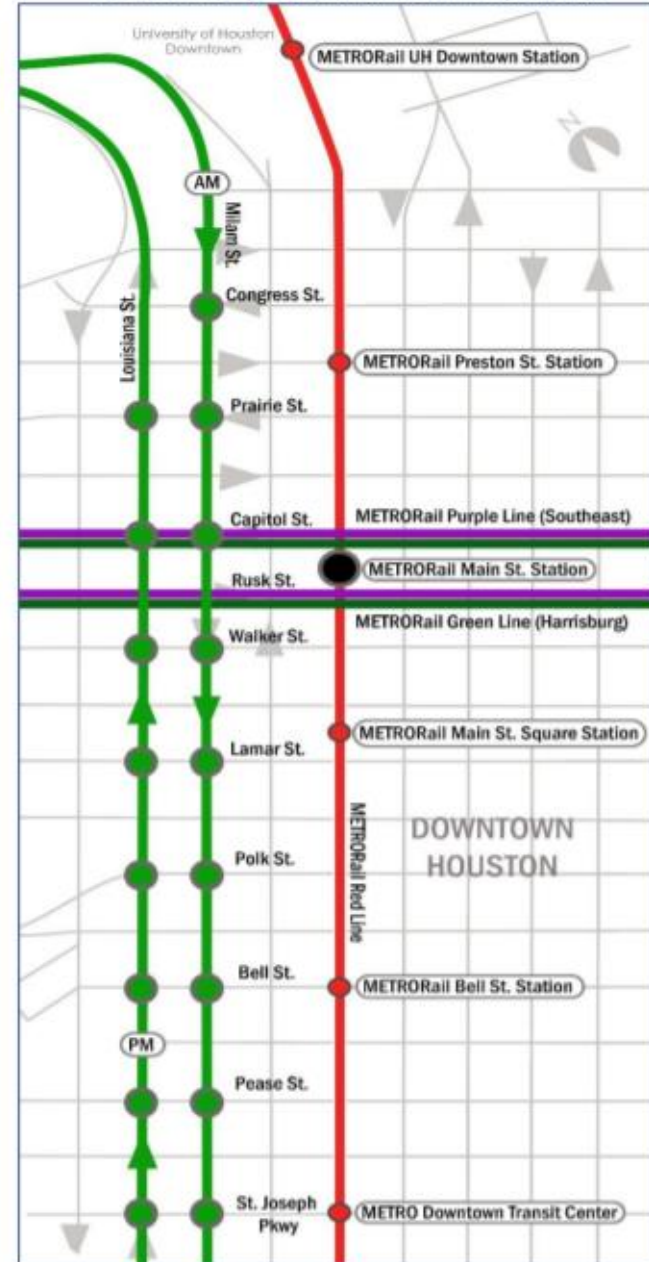 University of Houston
Downtown
METRORail UH Downtown Station
N
AM
Milam St.
Congress St.
Louisiana St.
METRORail Preston St. Station
Prairie St.
Capitol St.
METRORail Purple Line (Southeast)
METRORail Main St. Station
Rusk St.
METRORail Green Line (Harrisburg)
Walker St.
METRORail Main St. Square Station
Lamar St.
METRORail Red Line
DOWNTOWN
HOUSTON
Polk St.
Bell St.
METRORail Bell St. Station
PM
Pease St.
St. Joseph
Pkwy
METRO Downtown Transit Center